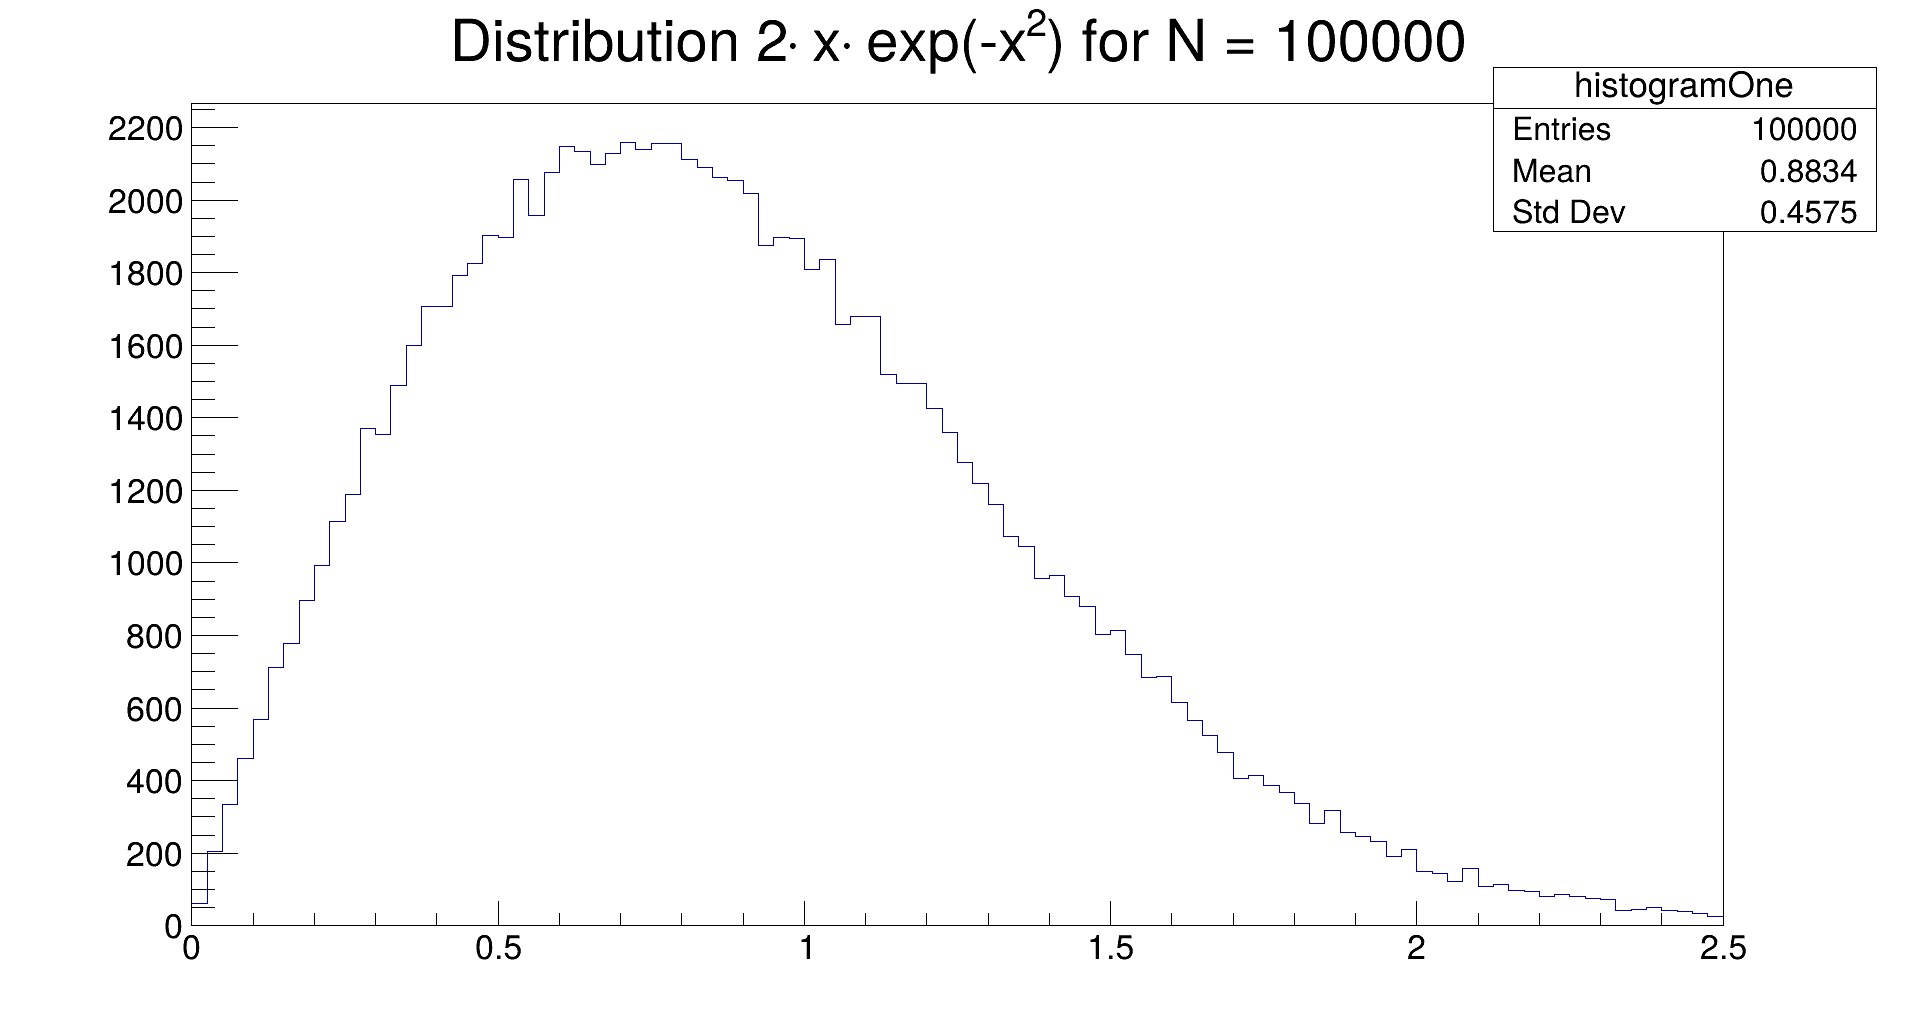 Distribution 2· x· exp(-x²) for N = 100000
histogramOne
Entries 100000
Mean 0.8834
Std Dev 0.4575
2200
2000
1800
1600
1400
1200
1000
800
600
400
200
0
0 0.5 1 1.5 2 2.5